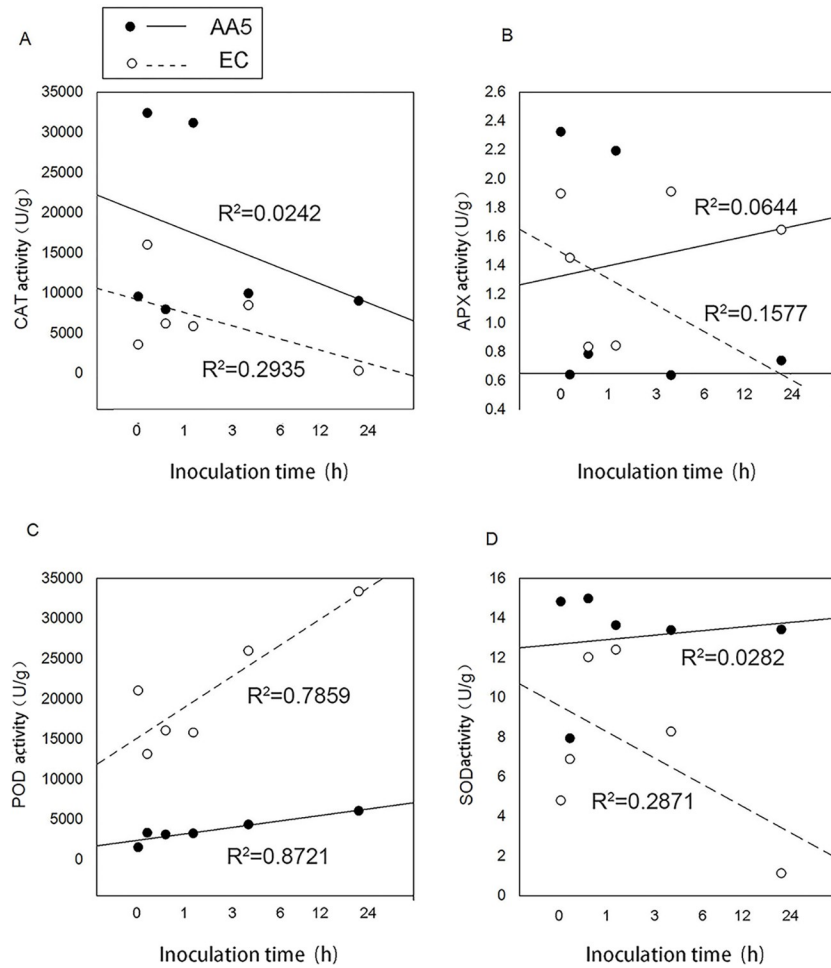 A
AA5
EC
B
35000
30000
25000
20000
15000
10000
5000
0
CAT activity (U/g)
R²=0.0242
R²=0.2935
0 1 3 6 12 24
Inoculation time (h)
2.6
2.4
2.2
2.0
1.8
1.6
1.4
1.2
1.0
0.8
0.6
0.4
APX activity (U/g)
R²=0.0644
R²=0.1577
0 1 3 6 12 24
Inoculation time (h)
C
35000
30000
25000
20000
15000
10000
5000
0
POD activity (U/g)
R²=0.7859
R²=0.8721
0 1 3 6 12 24
Inoculation time (h)
D
16
14
12
10
8
6
4
2
0
SODactivity (U/g)
R²=0.0282
R²=0.2871
0 1 3 6 12 24
Inoculation time (h)